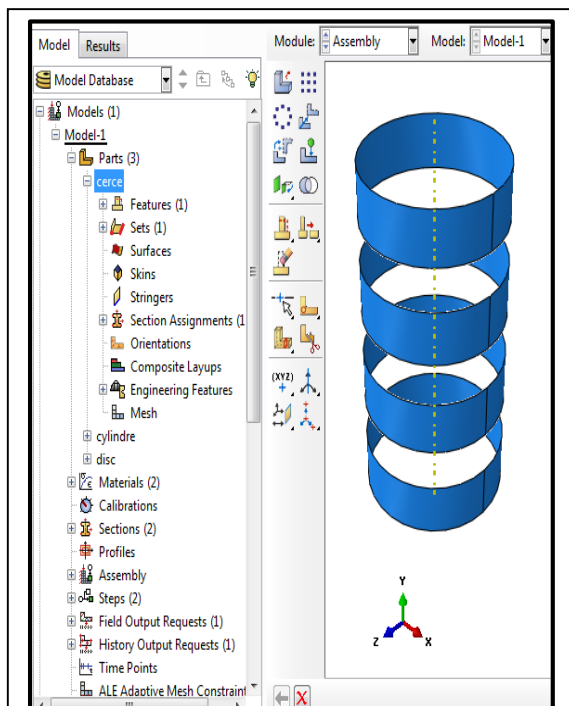 Model Results
Module: Assembly Model: Model-1
Model Database
Models (1)
Model-1
Parts (3)
cerce
Features (1)
Sets (1)
Surfaces
Skins
Stringers
Section Assignments (1
Orientations
Composite Layups
Engineering Features
Mesh
cylindre
disc
Materials (2)
Calibrations
Sections (2)
Profiles
Assembly
Steps (2)
Field Output Requests (1)
History Output Requests (1)
Time Points
ALE Adaptive Mesh Constraint
(XYZ)
Y
Z X